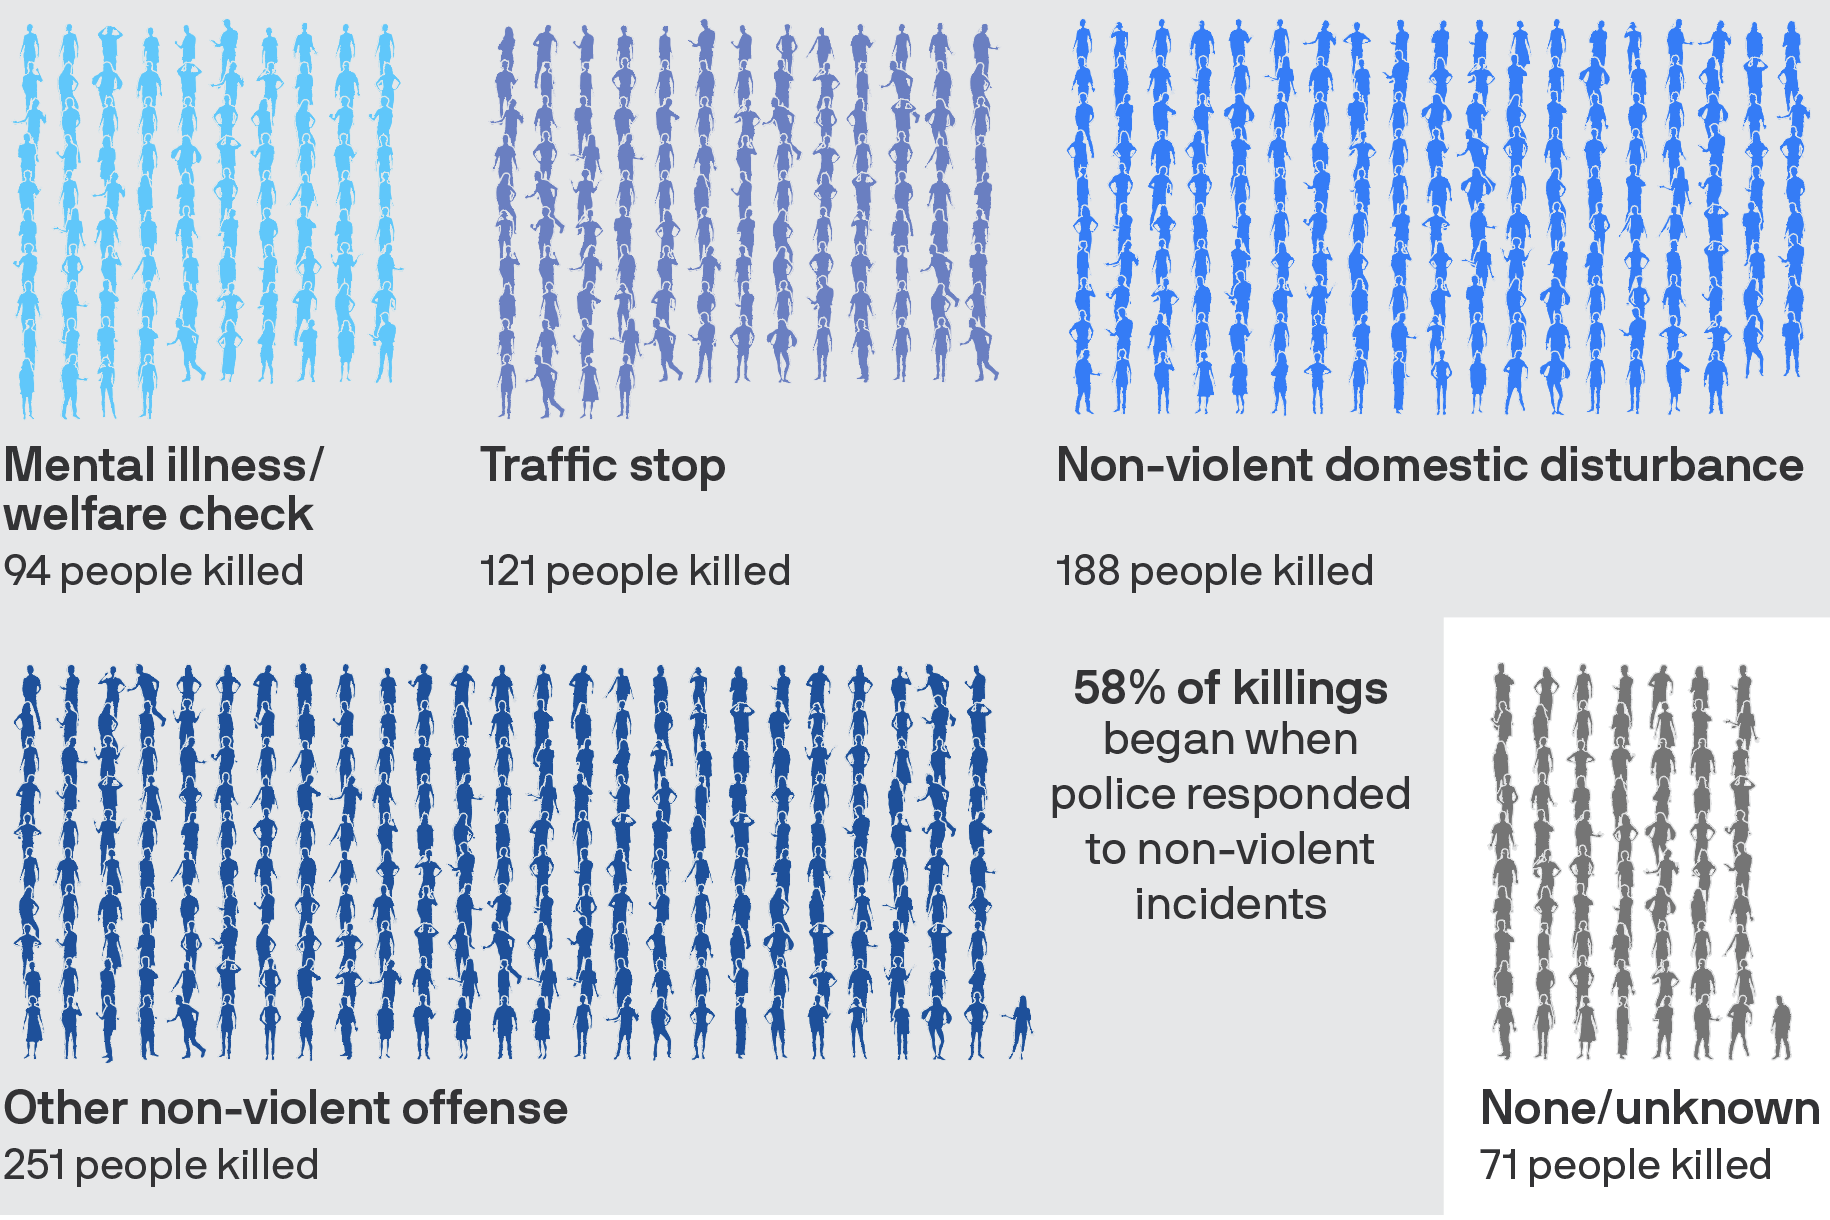 Mental illness/
welfare check
94 people killed
Traffic stop
121 people killed
Non-violent domestic disturbance
188 people killed
58% of killings
began when
police responded
to non-violent
incidents
Other non-violent offense
251 people killed
None/unknown
71 people killed